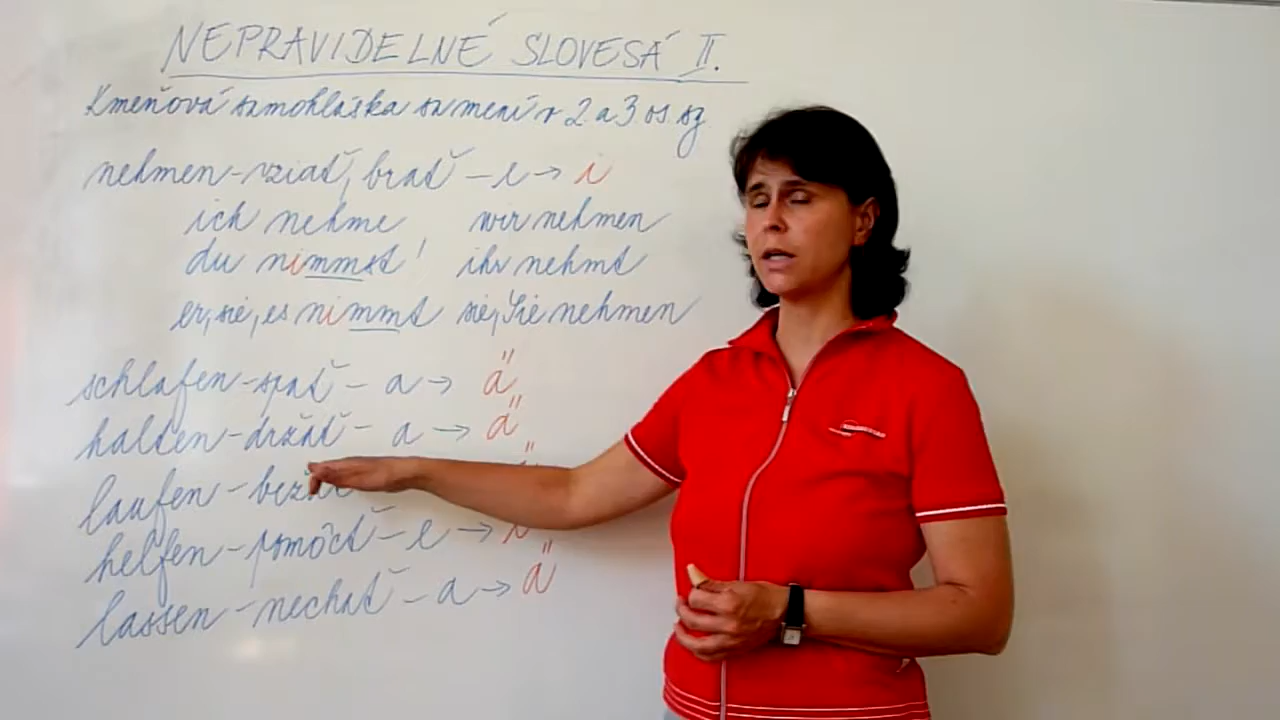 NEPRAVIDELNÉ SLOVESÁ II.
Kmeňová samohláska sa mení v 2. a 3. os. sg.
nehmen - vziať, brať - e → i
ich nehme wir nehmen
du nimmst! ihr nehmt
er, sie, es nimmt sie, Sie nehmen
schlafen - spať - a → ä
halten - držať - a → ä
laufen -
helfen - pomôcť - e → i
lassen - nechať - a → ä